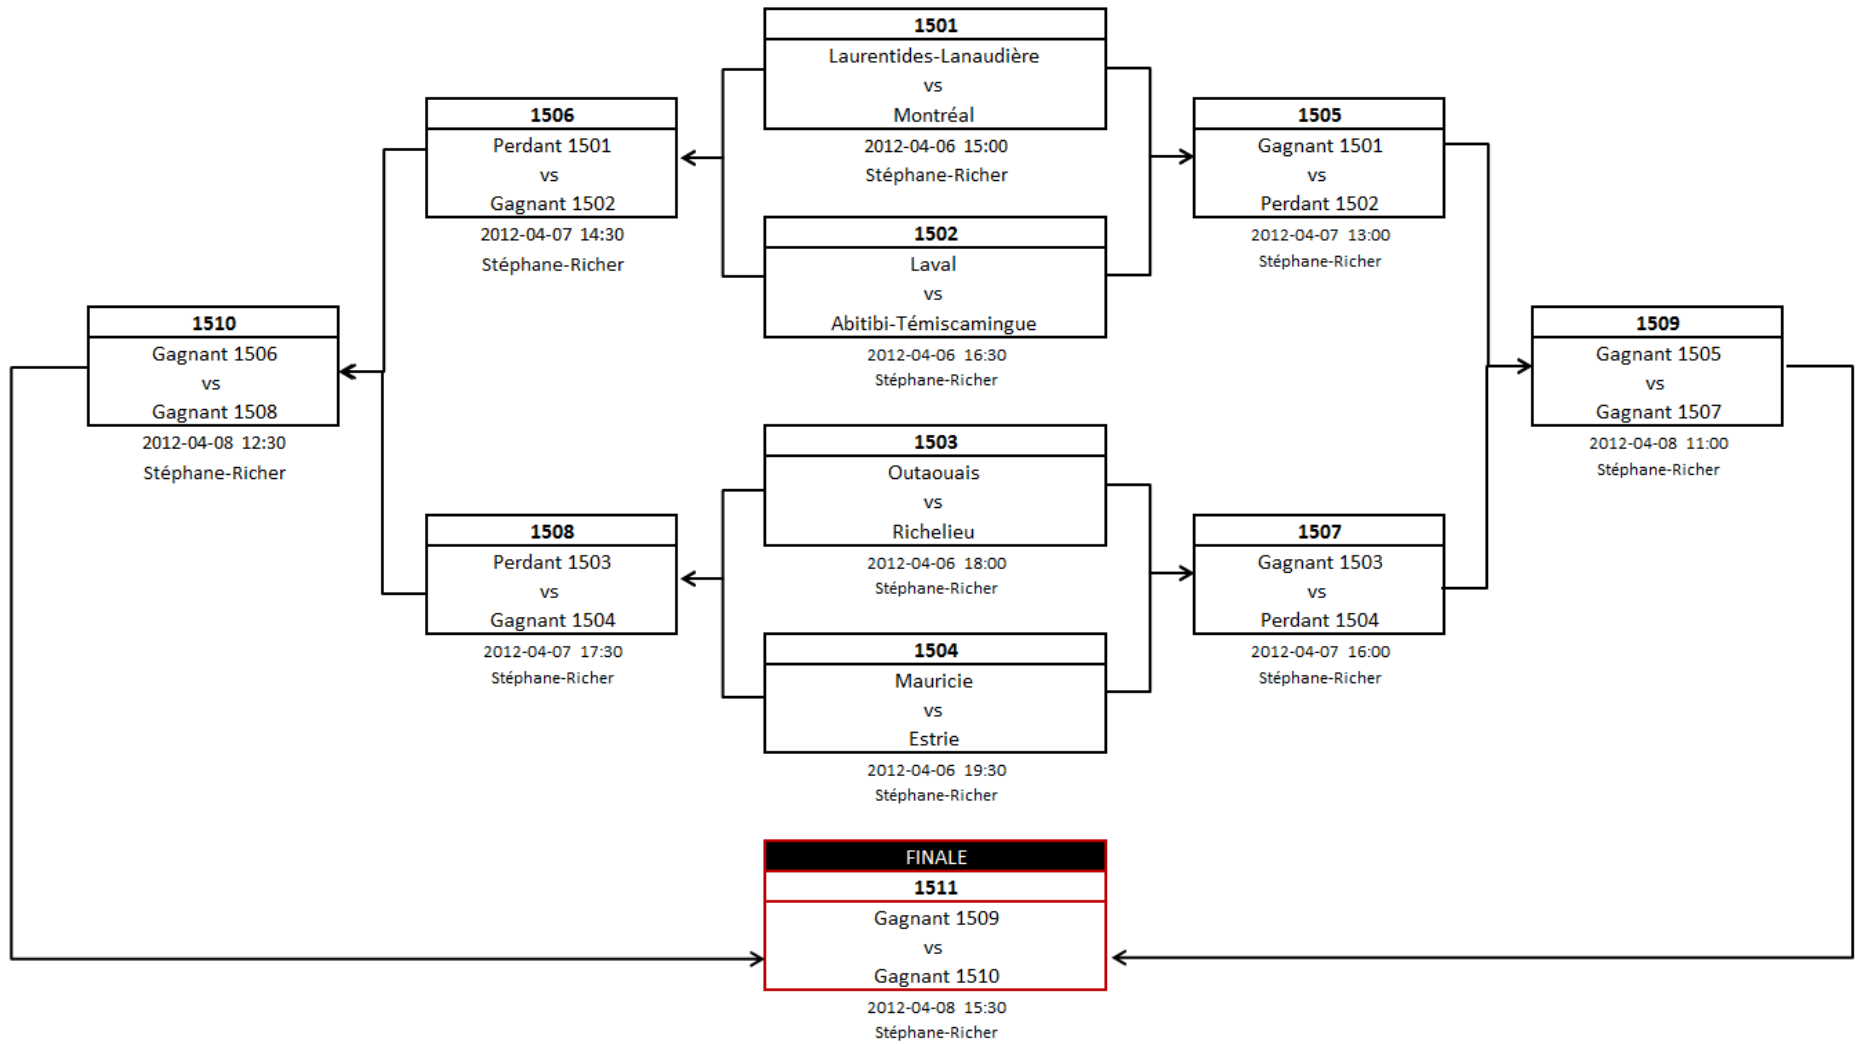 1501
Laurentides-Lanaudière
vs
Montréal
2012-04-06 15:00
Stéphane-Richer
1506
Perdant 1501
vs
Gagnant 1502
2012-04-07 14:30
Stéphane-Richer
1505
Gagnant 1501
vs
Perdant 1502
2012-04-07 13:00
Stéphane-Richer
1502
Laval
vs
Abitibi-Témiscamingue
2012-04-06 16:30
Stéphane-Richer
1510
Gagnant 1506
vs
Gagnant 1508
2012-04-08 12:30
Stéphane-Richer
1509
Gagnant 1505
vs
Gagnant 1507
2012-04-08 11:00
Stéphane-Richer
1503
Outaouais
vs
Richelieu
2012-04-06 18:00
Stéphane-Richer
1508
Perdant 1503
vs
Gagnant 1504
2012-04-07 17:30
Stéphane-Richer
1507
Gagnant 1503
vs
Perdant 1504
2012-04-07 16:00
Stéphane-Richer
1504
Mauricie
vs
Estrie
2012-04-06 19:30
Stéphane-Richer
FINALE
1511
Gagnant 1509
vs
Gagnant 1510
2012-04-08 15:30
Stéphane-Richer